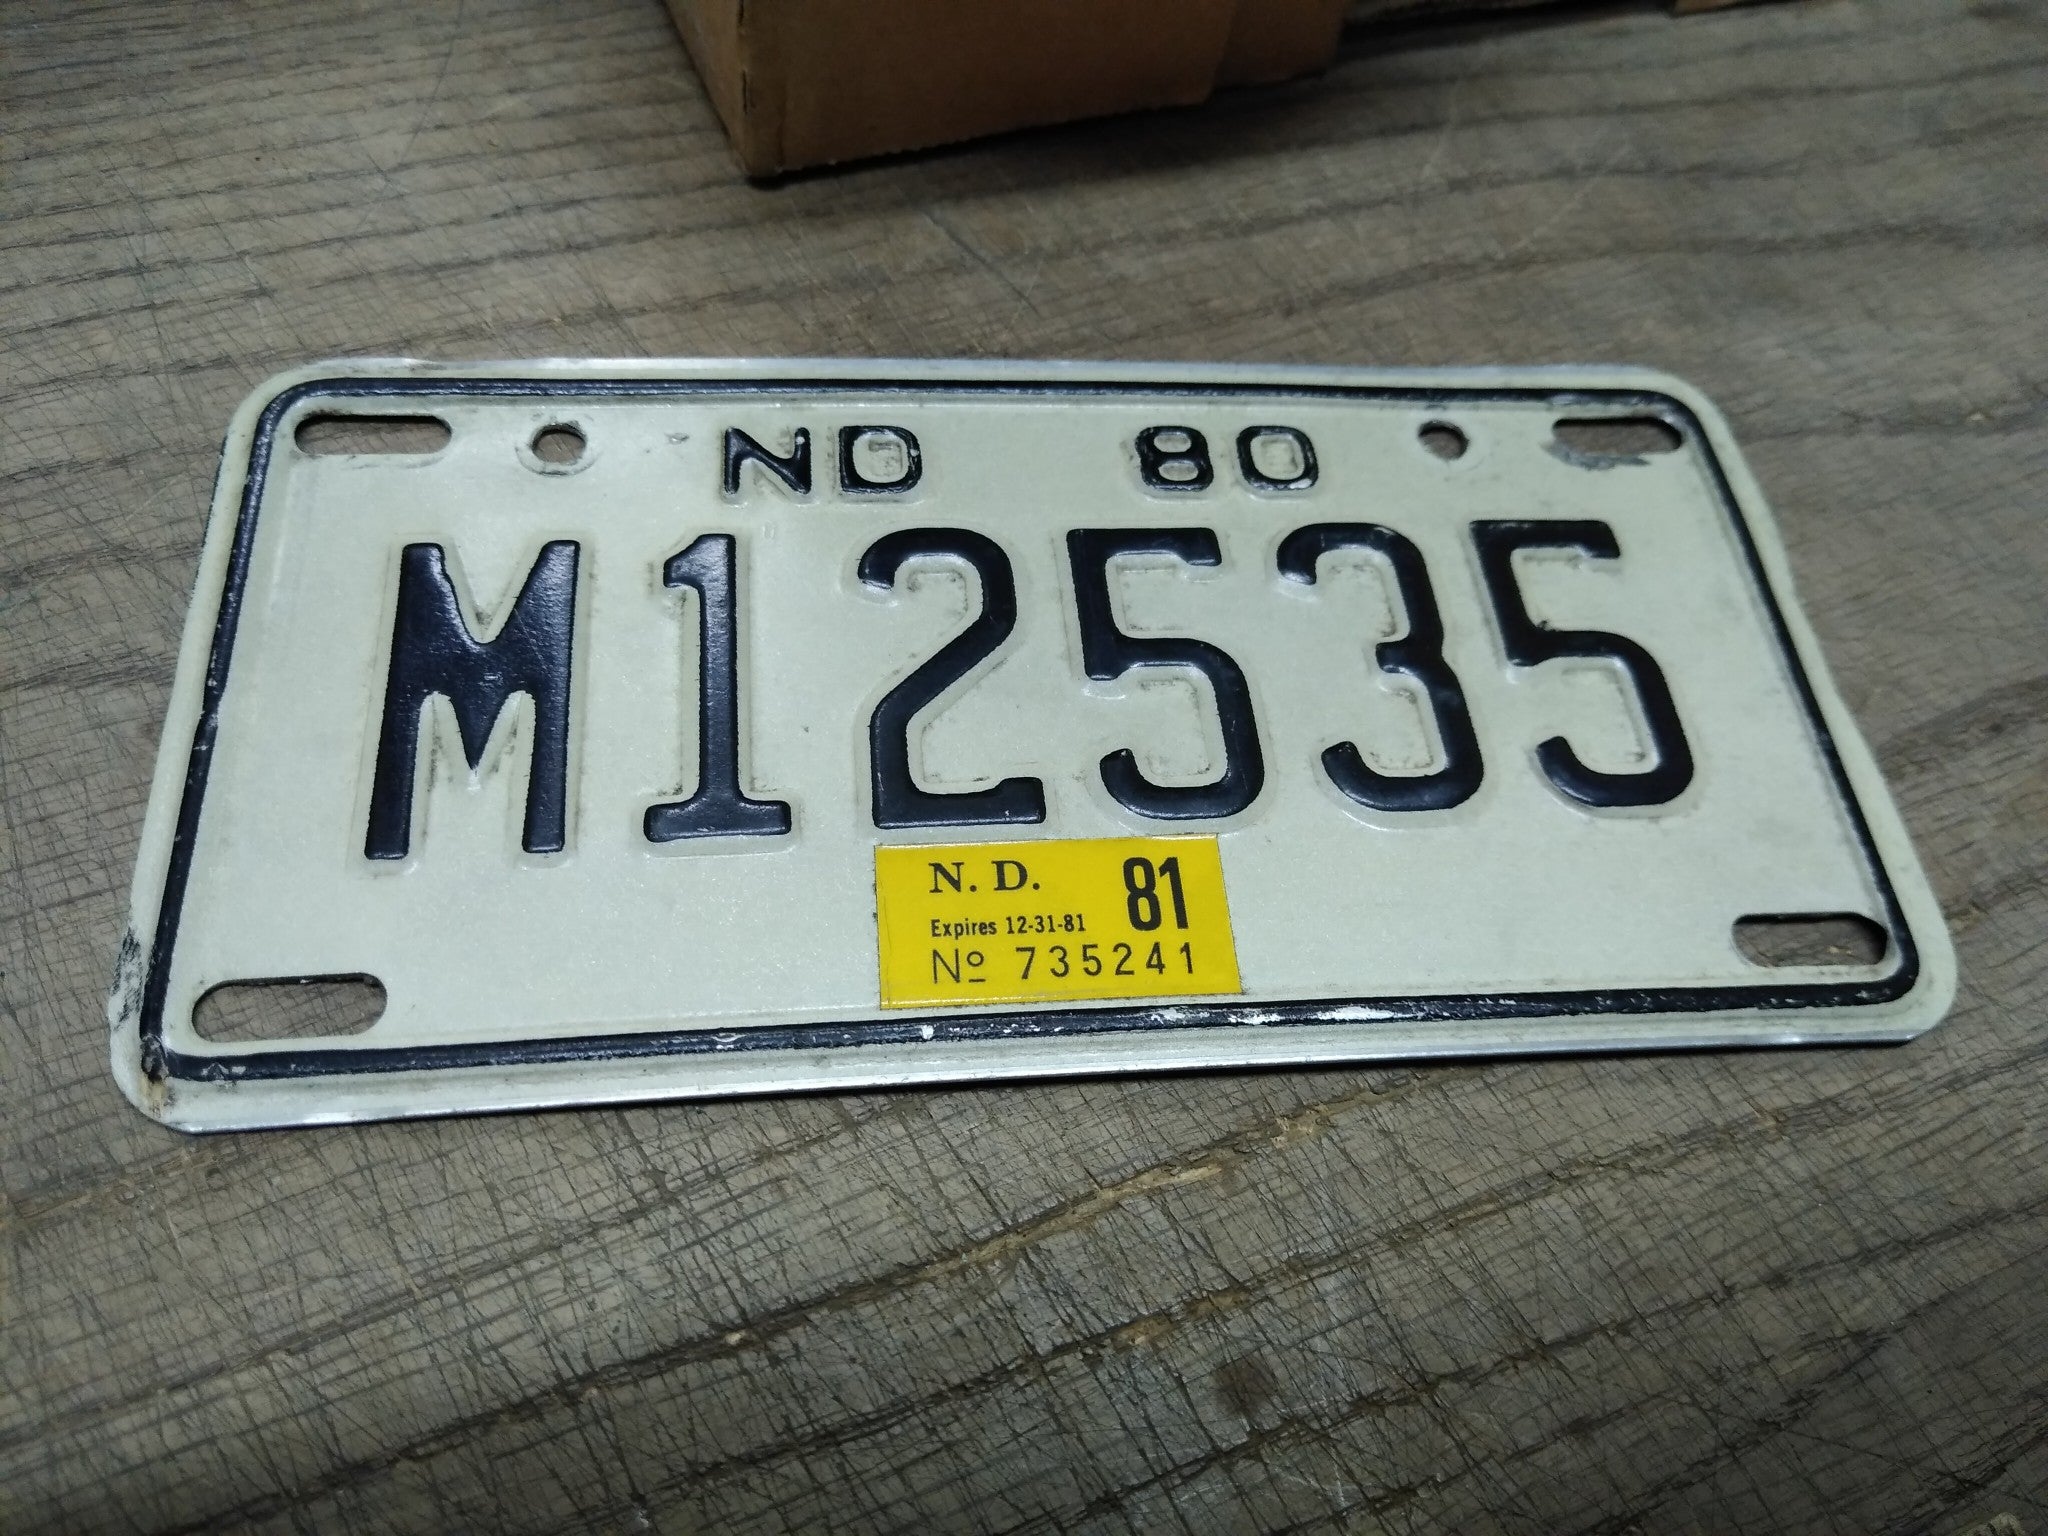 ND 80
M12535
N. D. 81
Expires 12-31-81
Nº 735241